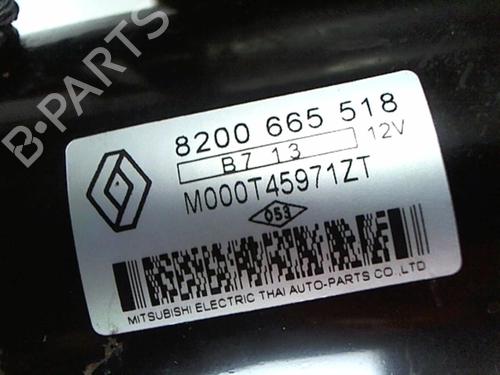 8200 665 518
B7 13
12V
M000T45971ZT
053
MITSUBISHI ELECTRIC THAI AUTO-PARTS CO.,LTD
B-PARTS